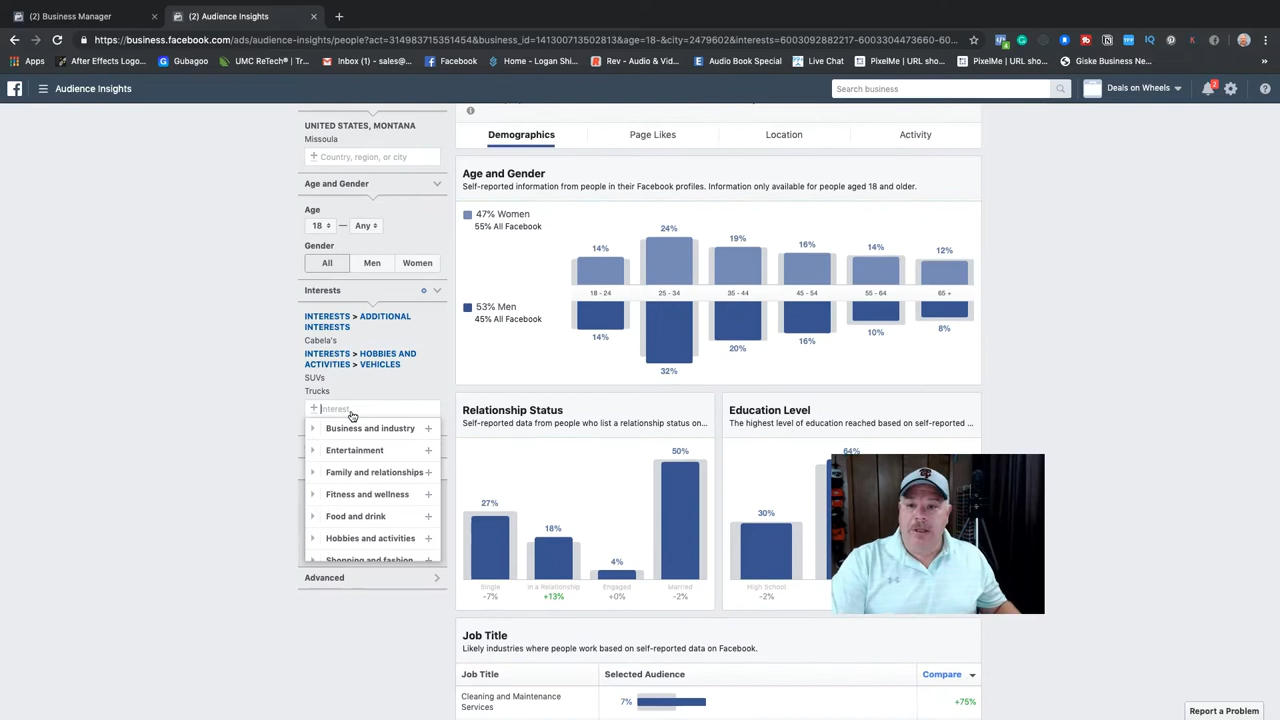 (2) Business Manager
(2) Audience Insights
https://business.facebook.com/ads/audience-insights/people?act=314983715351454&business_id=141300713502813&age=18-&city=2479602&interests=6003092882217-6003304473660-60...
Apps
After Effects Logo...
Gubagoo
UMC ReTech@ | T...
Inbox (1) - sales@...
Facebook
Home - Logan Shi...
Rev - Audio & Vid...
Audio Book Special
Live Chat
PixelMe | URL Sh...
PixelMe | URL Sh...
Giske Business Ne...
Audience Insights
Search business
Deals on Wheels
2
UNITED STATES, MONTANA
Missoula
Country, region, or city
Age and Gender
Age
18 — Any
Gender
All Men Women
Interests
INTERESTS > ADDITIONAL
INTERESTS
Cabela's
INTERESTS > HOBBIES AND
ACTIVITIES > VEHICLES
SUVs
Trucks
Interest
Business and industry
Entertainment
Family and relationships
Fitness and wellness
Food and drink
Hobbies and activities
Shopping and fashion
Advanced
Demographics Page Likes Location Activity
Age and Gender
Self-reported information from people in their Facebook profiles. Information only available for people aged 18 and older.
47% Women
55% All Facebook
14% 24% 19% 16% 14% 12%
18 - 24 25 - 34 35 - 44 45 - 54 55 - 64 65 +
53% Men
45% All Facebook
14% 32% 20% 16% 10% 8%
Relationship Status
Self-reported data from people who list a relationship status on...
27% 18% 4% 50%
Single In a Relationship Engaged Married
-7% +13% +0% -2%
Education Level
The highest level of education reached based on self-reported ...
30% 64%
High School
-2%
Job Title
Likely industries where people work based on self-reported data on Facebook.
Job Title Selected Audience Compare
Cleaning and Maintenance
Services
7%
+75%
Report a Problem